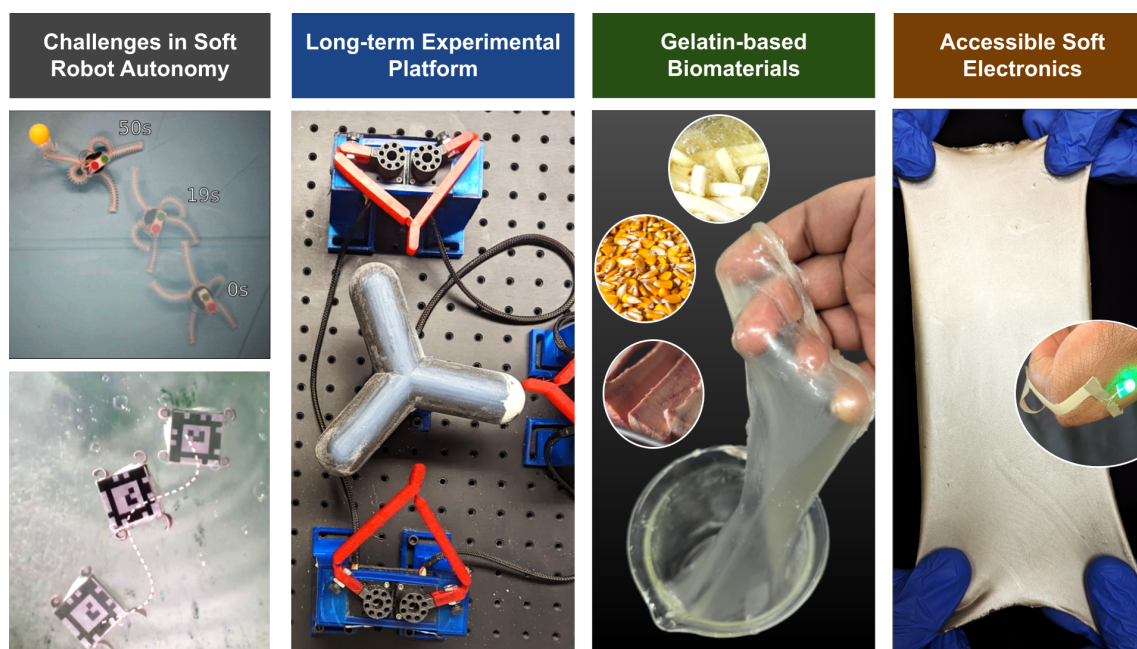 Challenges in Soft
Robot Autonomy
Long-term Experimental
Platform
Gelatin-based
Biomaterials
Accessible Soft
Electronics
50s
19s
0s